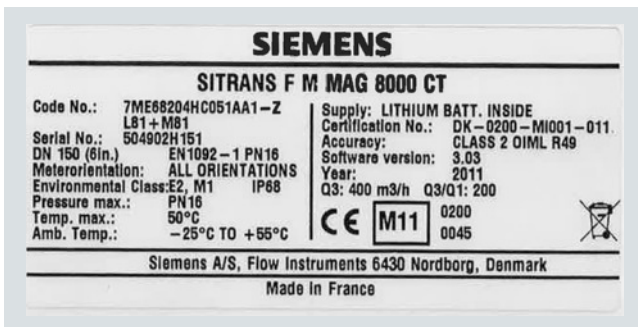 SIEMENS
SITRANS F M MAG 8000 CT
Code No.: 7ME68204HC051AA1-Z
L81+M81
Serial No.: 504902H151
DN 150 (6in.) EN1092-1 PN16
Meterorientation: ALL ORIENTATIONS
Environmental Class:E2, M1 IP68
Pressure max.: PN16
Temp. max.: 50°C
Amb. Temp.: -25°C TO +55°C
Supply: LITHIUM BATT. INSIDE
Certification No.: DK-0200-MI001-011
Accuracy: CLASS 2 OIML R49
Software version: 3.03
Year: 2011
Q3: 400 m3/h Q3/Q1: 200
CE M11 0200
0045
Siemens A/S, Flow Instruments 6430 Nordborg, Denmark
Made in France